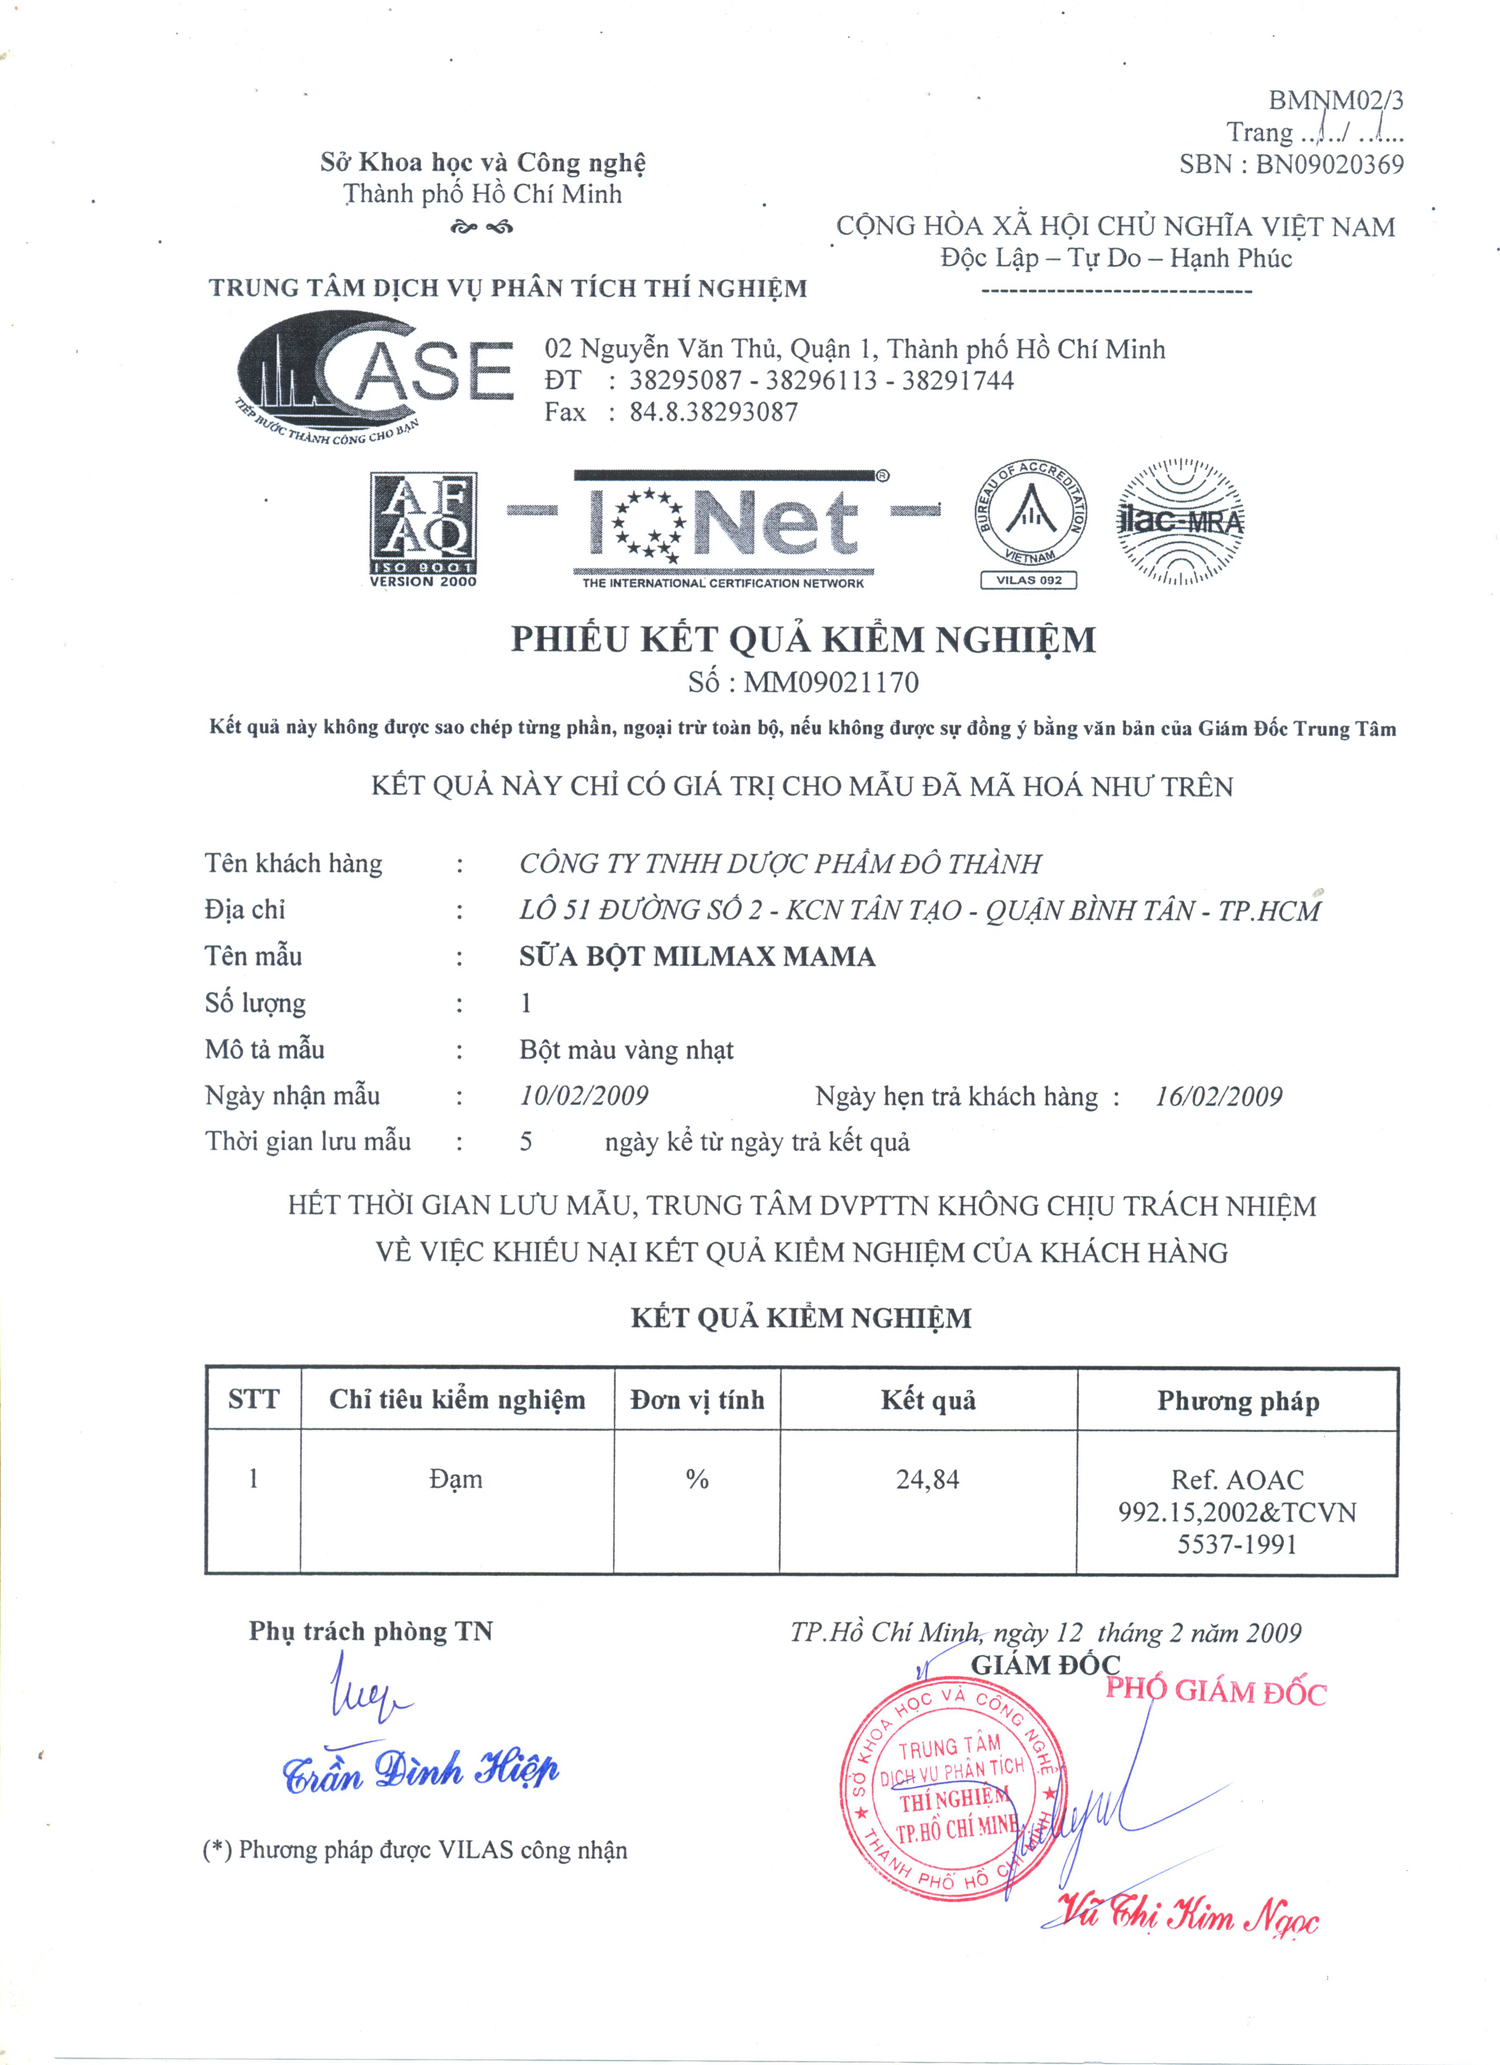 BMNM02/3
Trang ..1../ ..1...
SBN : BN09020369
Sở Khoa học và Công nghệ
Thành phố Hồ Chí Minh
CỘNG HÒA XÃ HỘI CHỦ NGHĨA VIỆT NAM
Độc Lập – Tự Do – Hạnh Phúc
----------------------------
TRUNG TÂM DỊCH VỤ PHÂN TÍCH THÍ NGHIỆM
CASE
TIẾP BƯỚC THÀNH CÔNG CHO BẠN
02 Nguyễn Văn Thủ, Quận 1, Thành phố Hồ Chí Minh
ĐT : 38295087 - 38296113 - 38291744
Fax : 84.8.38293087
AFAQ
ISO 9001
VERSION 2000
IQNet ®
THE INTERNATIONAL CERTIFICATION NETWORK
BUREAU OF ACCREDITATION
VIETNAM
VILAS 092
ilac-MRA
PHIẾU KẾT QUẢ KIỂM NGHIỆM
Số : MM09021170
Kết quả này không được sao chép từng phần, ngoại trừ toàn bộ, nếu không được sự đồng ý bằng văn bản của Giám Đốc Trung Tâm
KẾT QUẢ NÀY CHỈ CÓ GIÁ TRỊ CHO MẪU ĐÃ MÃ HOÁ NHƯ TRÊN
Tên khách hàng : CÔNG TY TNHH DƯỢC PHẨM ĐÔ THÀNH
Địa chỉ : LÔ 51 ĐƯỜNG SỐ 2 - KCN TÂN TẠO - QUẬN BÌNH TÂN - TP.HCM
Tên mẫu : SỮA BỘT MILMAX MAMA
Số lượng : 1
Mô tả mẫu : Bột màu vàng nhạt
Ngày nhận mẫu : 10/02/2009 Ngày hẹn trả khách hàng : 16/02/2009
Thời gian lưu mẫu : 5 ngày kể từ ngày trả kết quả
HẾT THỜI GIAN LƯU MẪU, TRUNG TÂM DVPTTN KHÔNG CHỊU TRÁCH NHIỆM
VỀ VIỆC KHIẾU NẠI KẾT QUẢ KIỂM NGHIỆM CỦA KHÁCH HÀNG
KẾT QUẢ KIỂM NGHIỆM
STT Chỉ tiêu kiểm nghiệm Đơn vị tính Kết quả Phương pháp
1 Đạm % 24,84 Ref. AOAC
992.15,2002&TCVN
5537-1991
Phụ trách phòng TN
TP.Hồ Chí Minh, ngày 12 tháng 2 năm 2009
GIÁM ĐỐC
PHÓ GIÁM ĐỐC
SỞ KHOA HỌC VÀ CÔNG NGHỆ
TRUNG TÂM
DỊCH VỤ PHÂN TÍCH
THÍ NGHIỆM
TP.HỒ CHÍ MINH
★ THÀNH PHỐ HỒ CHÍ MINH ★
Trần Đình Hiệp
(*) Phương pháp được VILAS công nhận
Vũ Thị Kim Ngọc